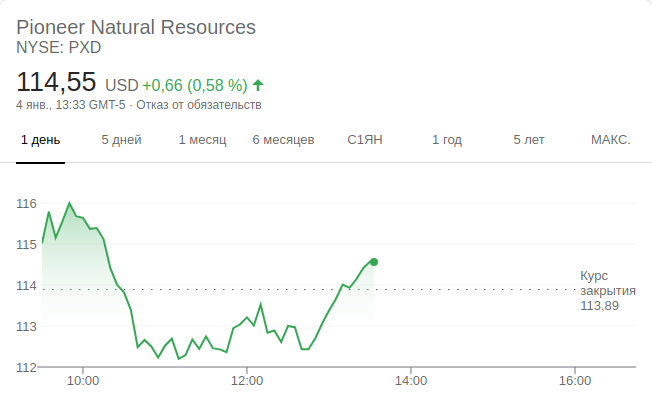 Pioneer Natural Resources
NYSE: PXD
114,55 USD +0,66 (0,58 %) ↑
4 янв., 13:33 GMT-5 · Отказ от обязательств
1 день 5 дней 1 месяц 6 месяцев С1ЯН 1 год 5 лет МАКС.
116
115
114
113
112
Курс
закрытия
113,89
10:00 12:00 14:00 16:00